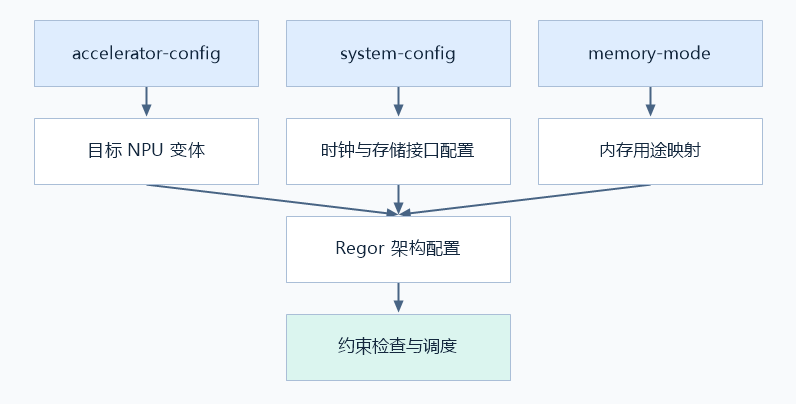 accelerator-config
system-config
memory-mode
目标 NPU 变体
时钟与存储接口配置
内存用途映射
Regor 架构配置
约束检查与调度